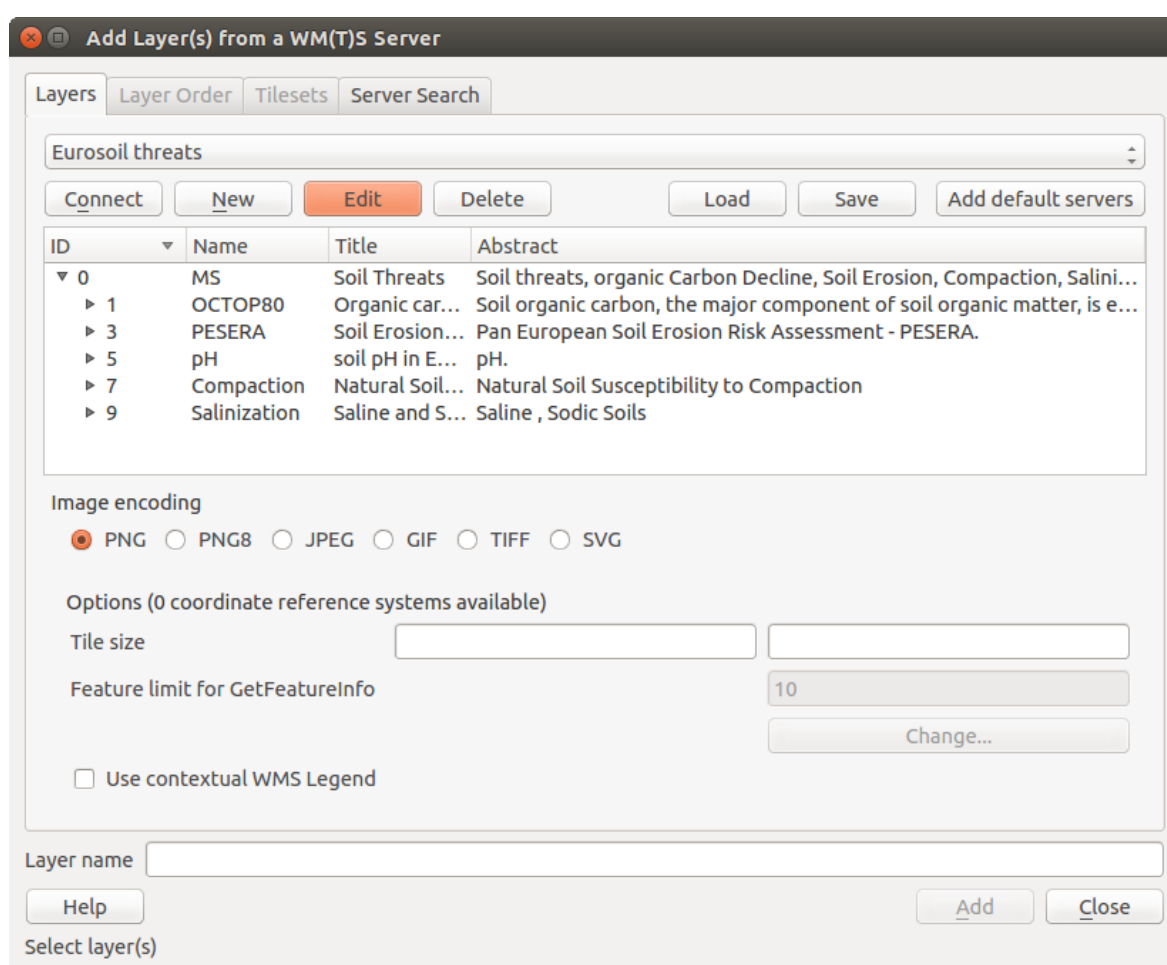 Add Layer(s) from a WM(T)S Server
Layers Layer Order Tilesets Server Search
Eurosoil threats
Connect New Edit Delete Load Save Add default servers
ID Name Title Abstract
0 MS Soil Threats Soil threats, organic Carbon Decline, Soil Erosion, Compaction, Salini...
1 OCTOP80 Organic car... Soil organic carbon, the major component of soil organic matter, is e...
3 PESERA Soil Erosion... Pan European Soil Erosion Risk Assessment - PESERA.
5 pH soil pH in E... pH.
7 Compaction Natural Soil... Natural Soil Susceptibility to Compaction
9 Salinization Saline and S... Saline , Sodic Soils
Image encoding
PNG PNG8 JPEG GIF TIFF SVG
Options (0 coordinate reference systems available)
Tile size
Feature limit for GetFeatureInfo 10
Change...
Use contextual WMS Legend
Layer name
Help Add Close
Select layer(s)